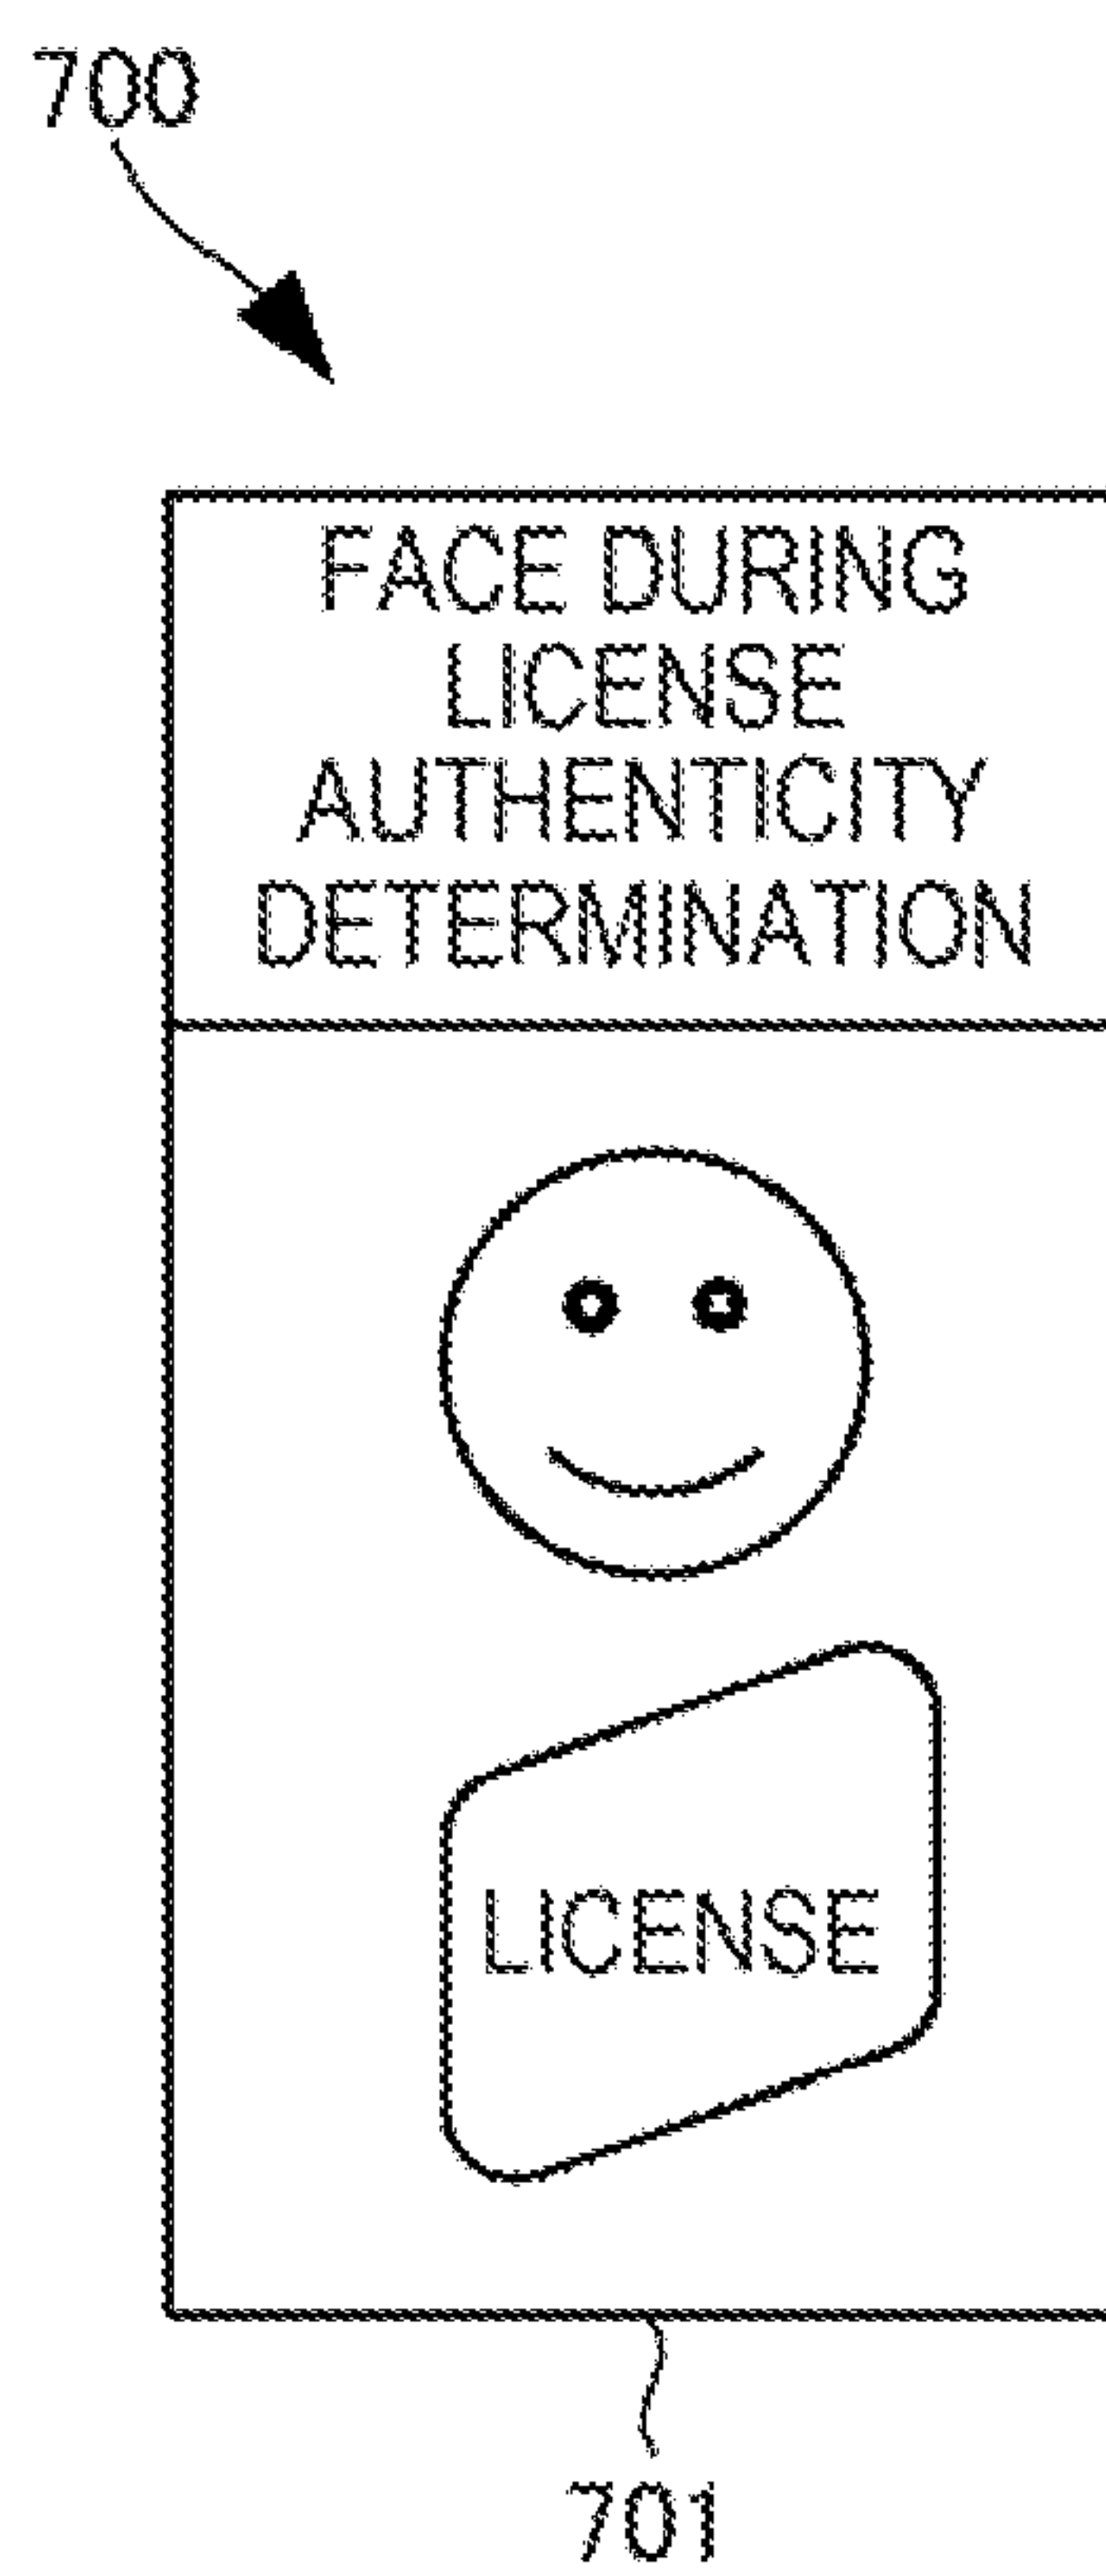 700
FACE DURING
LICENSE
AUTHENTICITY
DETERMINATION
LICENSE
701